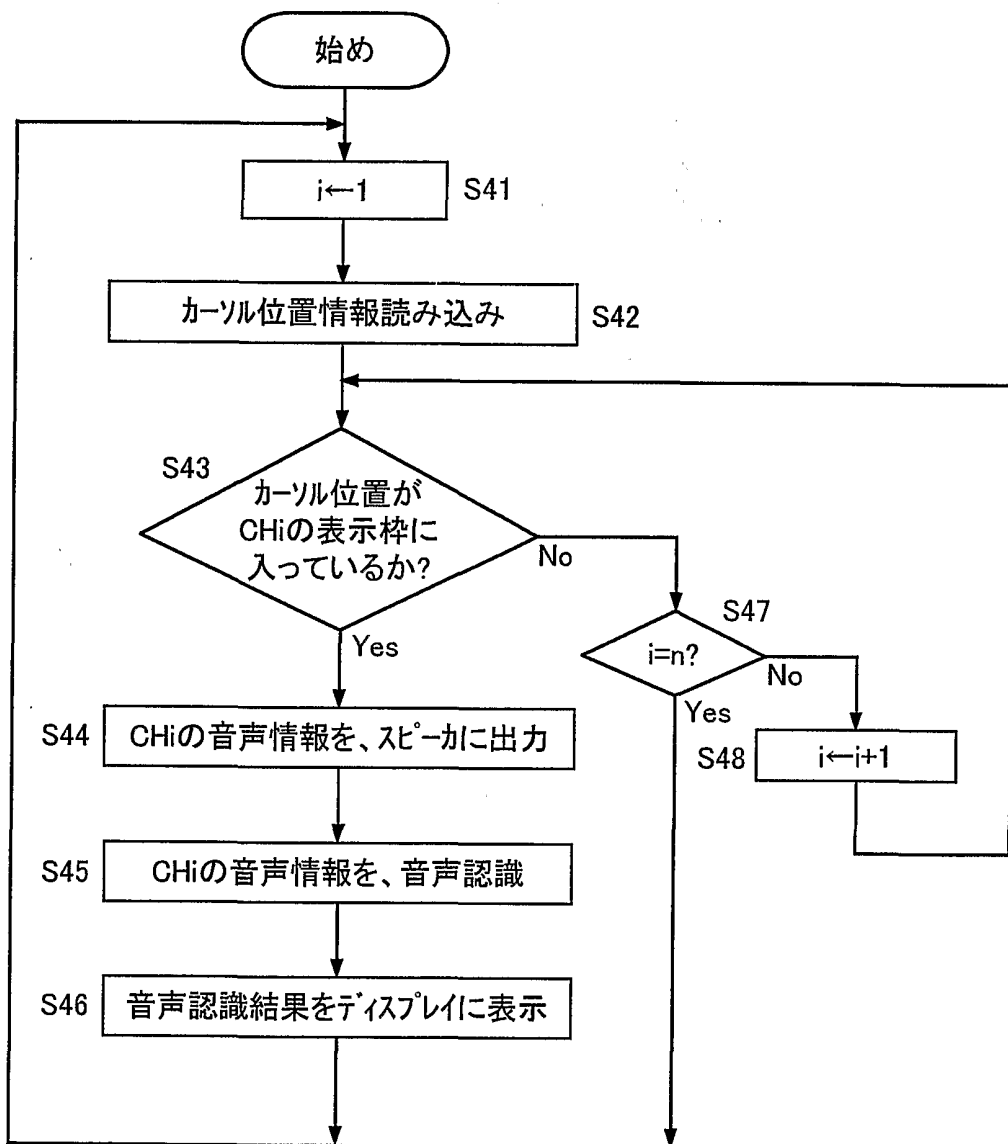 始め
i←1
S41
カーソル位置情報読み込み
S42
S43
カーソル位置が
CHiの表示枠に
入っているか?
No
Yes
S47
i=n?
No
Yes
S44
CHiの音声情報を、スピーカに出力
S48
i←i+1
S45
CHiの音声情報を、音声認識
S46
音声認識結果をディスプレイに表示